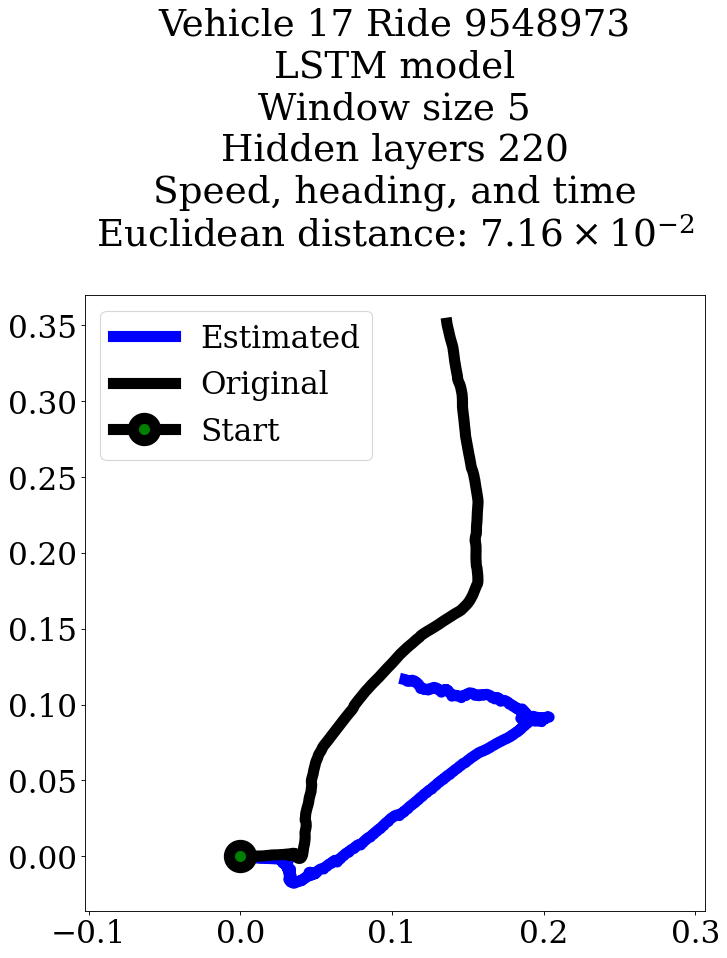 Vehicle 17 Ride 9548973
LSTM model
Window size 5
Hidden layers 220
Speed, heading, and time
Euclidean distance: 7.16 × 10⁻²
Estimated
Original
Start
0.35
0.30
0.25
0.20
0.15
0.10
0.05
0.00
−0.1 0.0 0.1 0.2 0.3